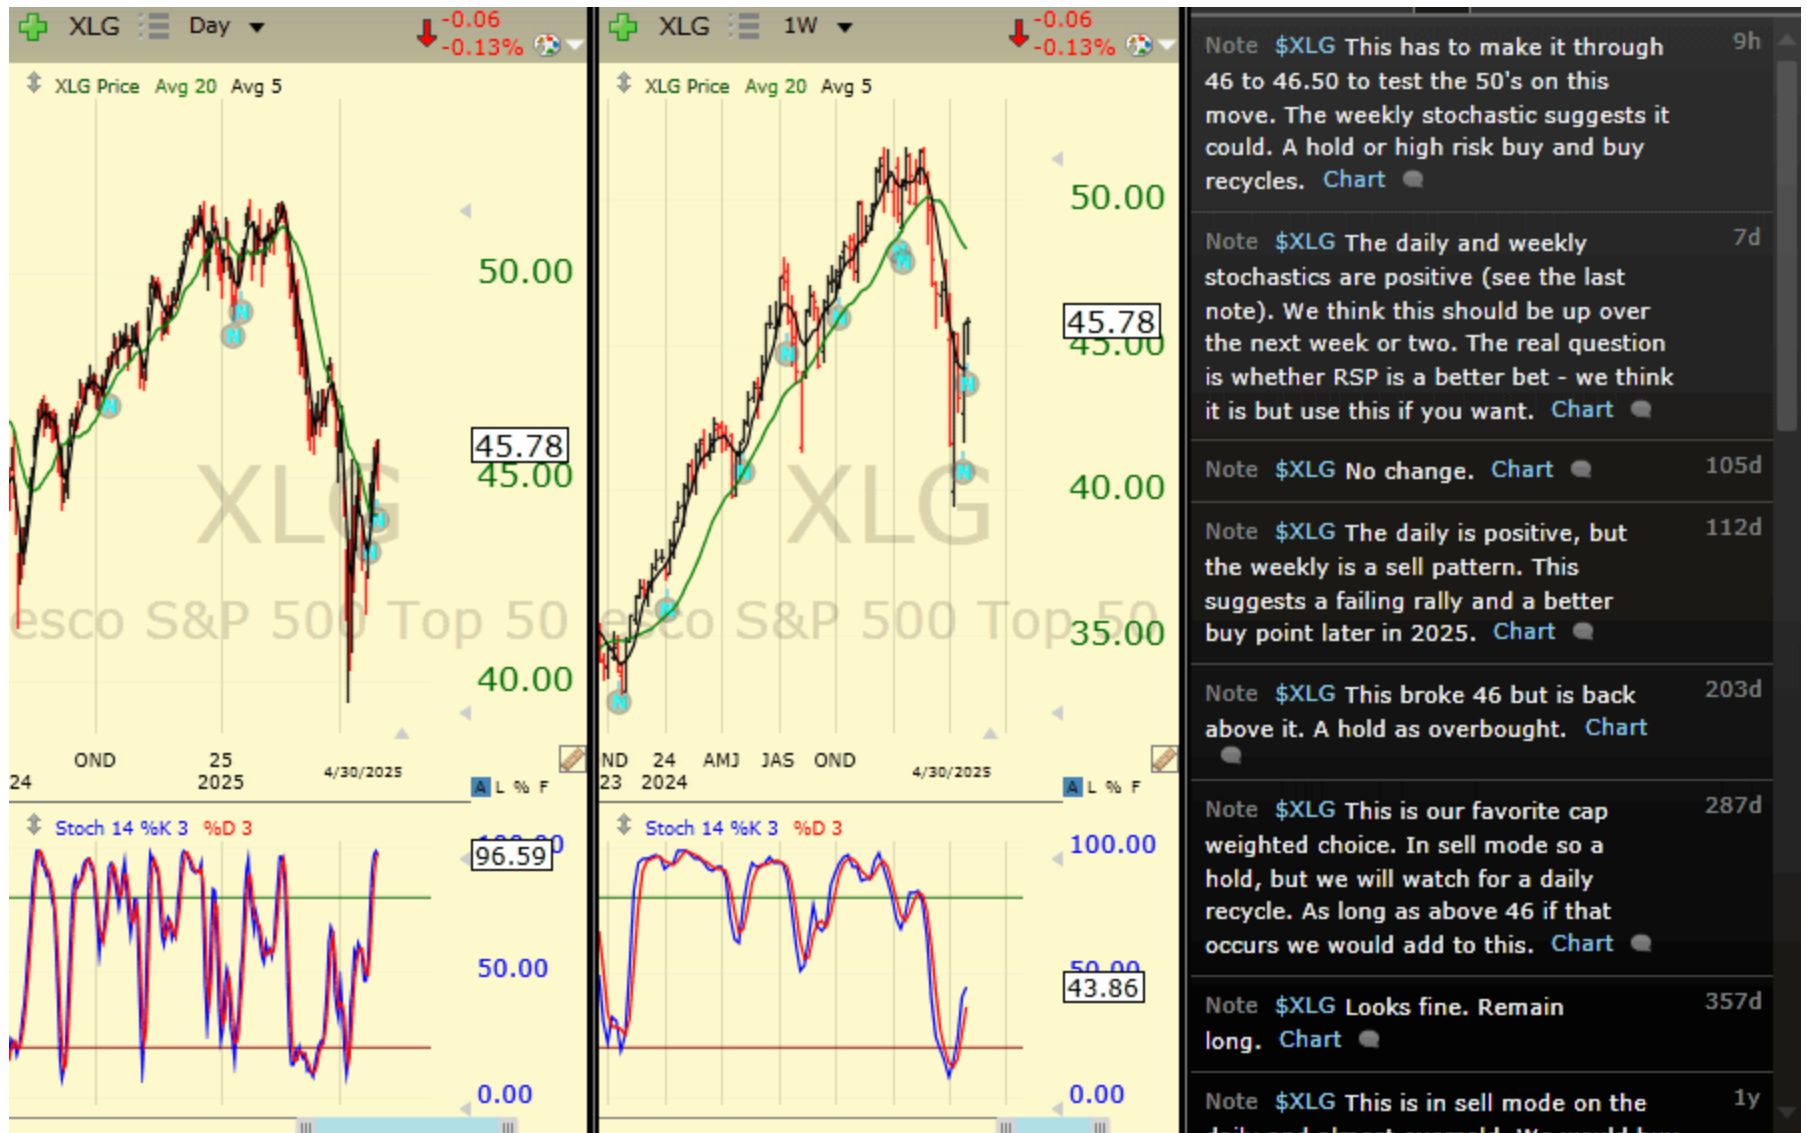 XLG Day -0.06
-0.13%
XLG Price Avg 20 Avg 5
50.00
45.78
45.00
XLG
esco S&P 500 Top 50
40.00
OND 25 4/30/2025
24 2025
A L % F
Stoch 14 %K 3 %D 3
100.00
96.59
50.00
0.00
XLG 1W -0.06
-0.13%
XLG Price Avg 20 Avg 5
50.00
45.78
45.00
40.00
XLG
esco S&P 500 Top 50
35.00
ND 24 AMJ JAS OND 4/30/2025
23 2024
A L % F
Stoch 14 %K 3 %D 3
100.00
50.00
43.86
0.00
Note $XLG This has to make it through 9h
46 to 46.50 to test the 50's on this
move. The weekly stochastic suggests it
could. A hold or high risk buy and buy
recycles. Chart
Note $XLG The daily and weekly 7d
stochastics are positive (see the last
note). We think this should be up over
the next week or two. The real question
is whether RSP is a better bet - we think
it is but use this if you want. Chart
Note $XLG No change. Chart 105d
Note $XLG The daily is positive, but 112d
the weekly is a sell pattern. This
suggests a failing rally and a better
buy point later in 2025. Chart
Note $XLG This broke 46 but is back 203d
above it. A hold as overbought. Chart
Note $XLG This is our favorite cap 287d
weighted choice. In sell mode so a
hold, but we will watch for a daily
recycle. As long as above 46 if that
occurs we would add to this. Chart
Note $XLG Looks fine. Remain 357d
long. Chart
Note $XLG This is in sell mode on the 1y